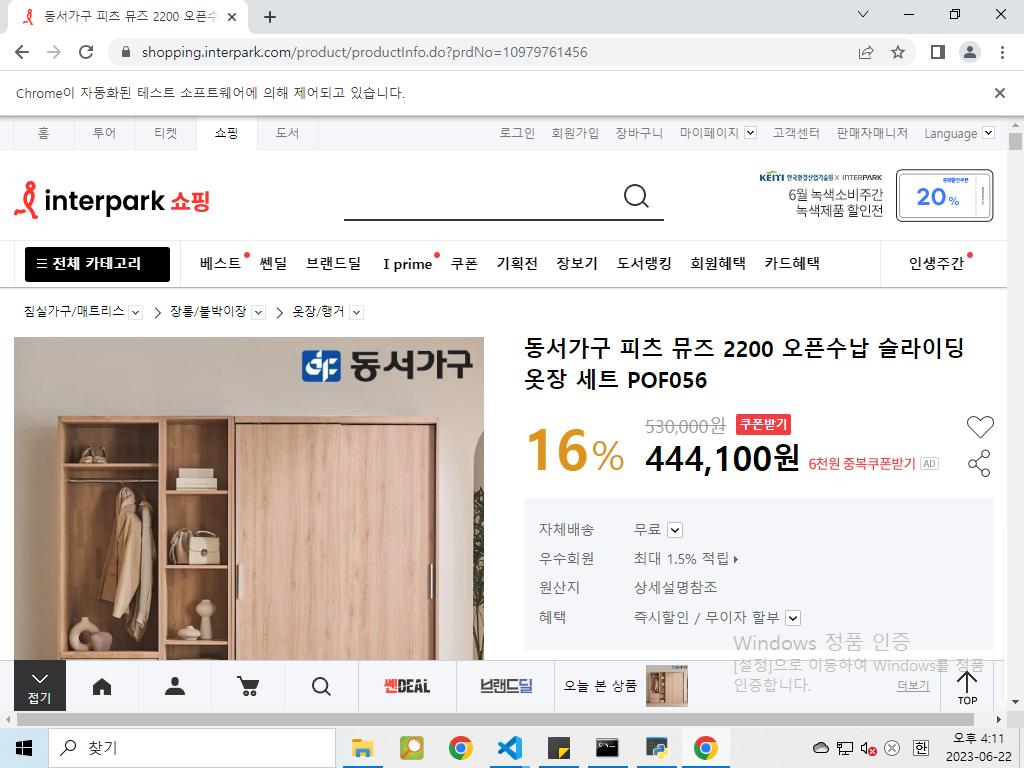 동서가구 피츠 뮤즈 2200 오픈수
shopping.interpark.com/product/productInfo.do?prdNo=10979761456
Chrome이 자동화된 테스트 소프트웨어에 의해 제어되고 있습니다.
홈 투어 티켓 쇼핑 도서 로그인 회원가입 장바구니 마이페이지 고객센터 판매자매니저 Language
interpark 쇼핑
KEITI 한국환경산업기술원 X INTERPARK
6월 녹색소비주간
녹색제품 할인전
중복할인쿠폰
20%
전체 카테고리 베스트 쎈딜 브랜드딜 I prime 쿠폰 기획전 장보기 도서랭킹 회원혜택 카드혜택 인생주간
침실가구/매트리스 장롱/붙박이장 옷장/행거
동서가구
동서가구 피츠 뮤즈 2200 오픈수납 슬라이딩
옷장 세트 POF056
16%
530,000원 쿠폰받기
444,100원 6천원 중복쿠폰받기 AD
자체배송 무료
우수회원 최대 1.5% 적립
원산지 상세설명참조
혜택 즉시할인 / 무이자 할부
Windows 정품 인증
[설정]으로 이동하여 Windows를 정품
인증합니다.
접기
쎈DEAL
브랜드딜
오늘 본 상품
더보기
TOP
찾기
한
오후 4:11
2023-06-22